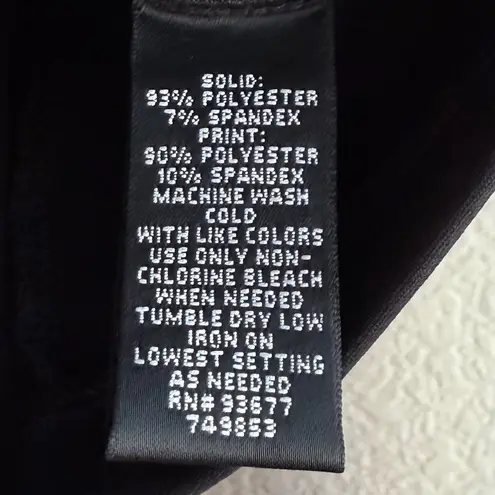 SOLID:
93% POLYESTER
7% SPANDEX
PRINT:
90% POLYESTER
10% SPANDEX
MACHINE WASH
COLD
WITH LIKE COLORS
USE ONLY NON-
CHLORINE BLEACH
WHEN NEEDED
TUMBLE DRY LOW
IRON ON
LOWEST SETTING
AS NEEDED
RN# 93677
749853